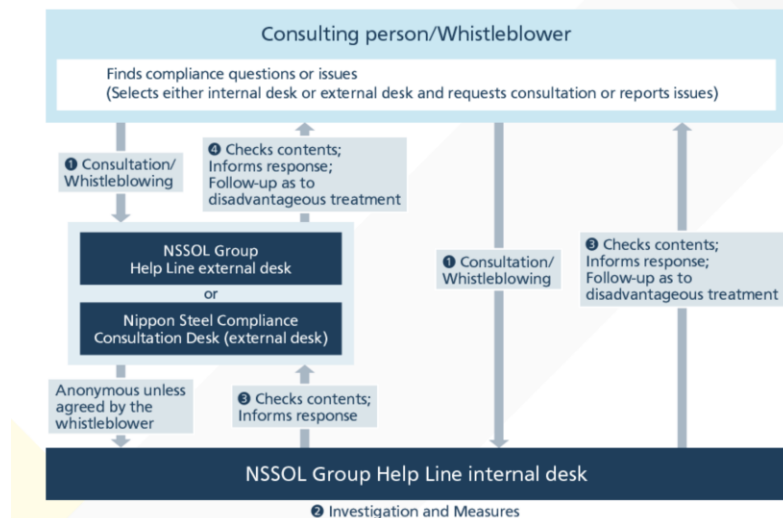 Consulting person/Whistleblower
Finds compliance questions or issues
(Selects either internal desk or external desk and requests consultation or reports issues)
❶ Consultation/
Whistleblowing
❹ Checks contents;
Informs response;
Follow-up as to
disadvantageous treatment
NSSOL Group
Help Line external desk
or
Nippon Steel Compliance
Consultation Desk (external desk)
❶ Consultation/
Whistleblowing
❸ Checks contents;
Informs response;
Follow-up as to
disadvantageous treatment
Anonymous unless
agreed by the
whistleblower
❸ Checks contents;
Informs response
NSSOL Group Help Line internal desk
❷ Investigation and Measures